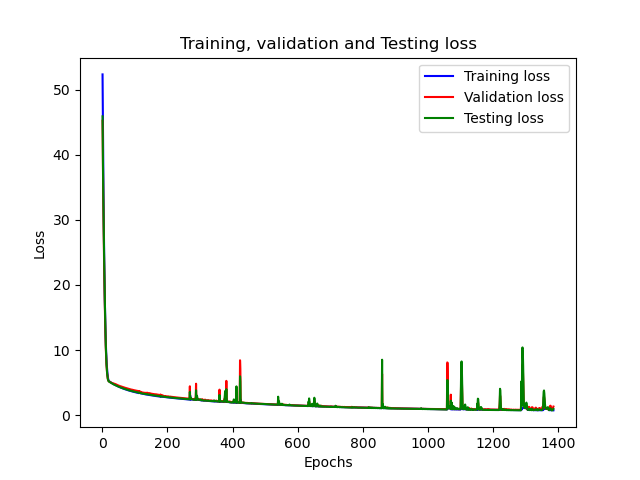 Training, validation and Testing loss
Training loss
Validation loss
Testing loss
Loss
50
40
30
20
10
0
0 200 400 600 800 1000 1200 1400
Epochs